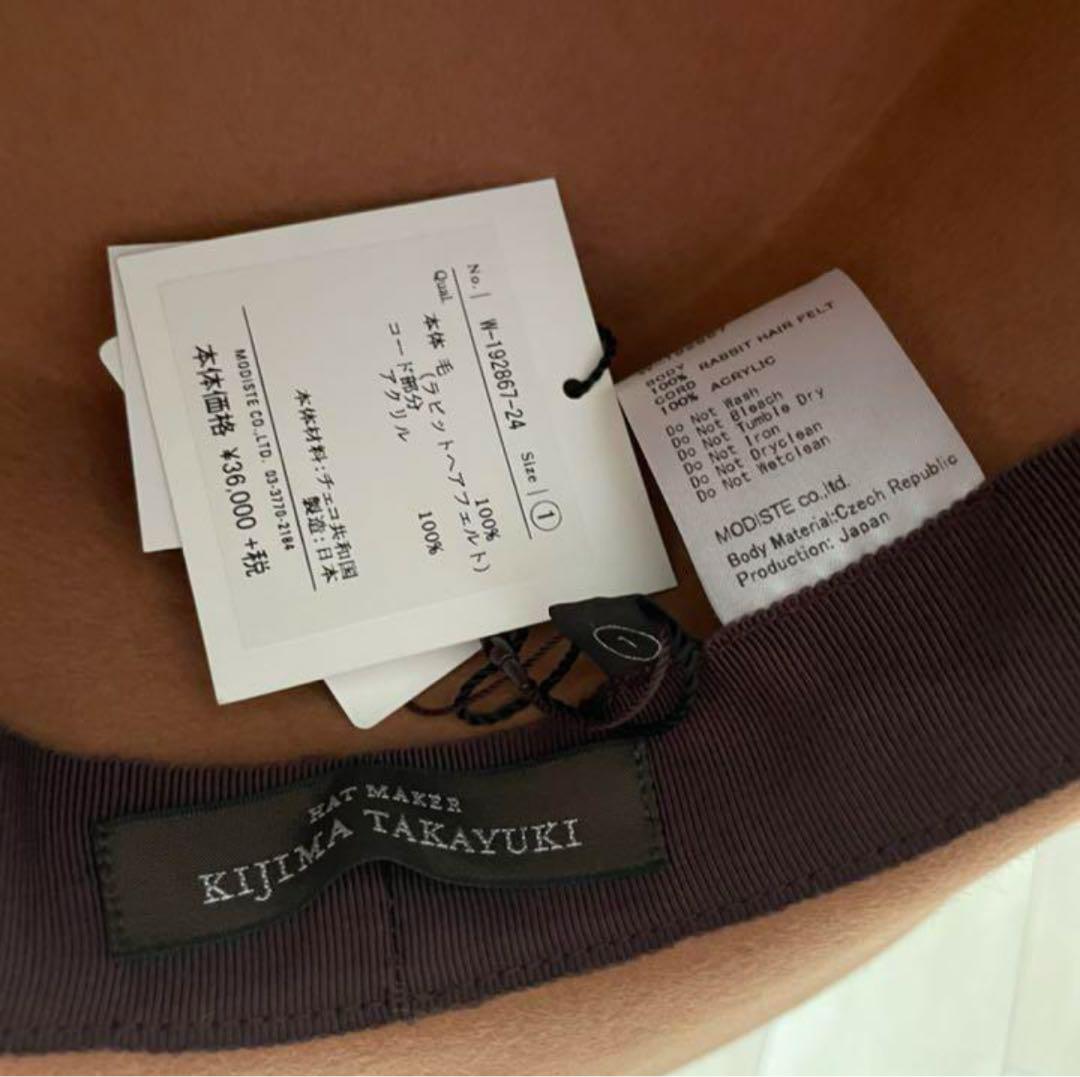 No. | W-192867-24 Size | ①
Qual. 本体 毛 100%
(ラビットヘアフェルト)
コード部分
アクリル 100%
本体材料:チェコ共和国
製造:日本
MODISTE CO.,LTD. 03-3770-2184
本体価格 ¥36,000 +税
BODY
100% RABBIT HAIR FELT
CORD
100% ACRYLIC
Do Not Wash
Do Not Bleach
Do Not Tumble Dry
Do Not Iron
Do Not Dryclean
Do Not Wetclean
MODISTE co.,ltd.
Body Material:Czech Republic
Production: Japan
1
HAT MAKER
KIJIMA TAKAYUKI